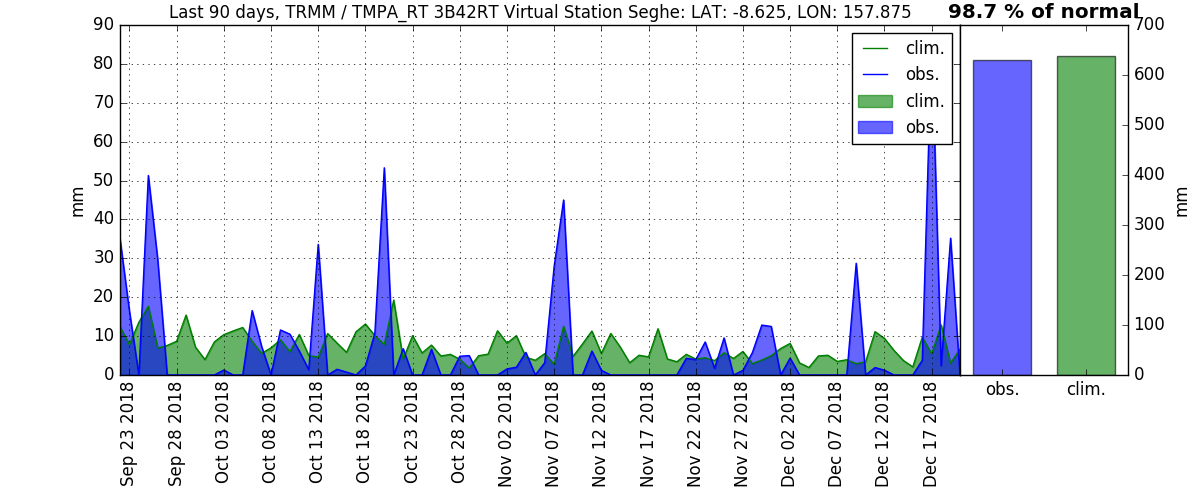 Last 90 days, TRMM / TMPA_RT 3B42RT Virtual Station Seghe: LAT: -8.625, LON: 157.875
98.7 % of normal
90
80
70
60
50
40
30
20
10
0
mm
clim.
obs.
clim.
obs.
700
600
500
400
300
200
100
0
mm
Sep 23 2018
Sep 28 2018
Oct 03 2018
Oct 08 2018
Oct 13 2018
Oct 18 2018
Oct 23 2018
Oct 28 2018
Nov 02 2018
Nov 07 2018
Nov 12 2018
Nov 17 2018
Nov 22 2018
Nov 27 2018
Dec 02 2018
Dec 07 2018
Dec 12 2018
Dec 17 2018
obs.
clim.